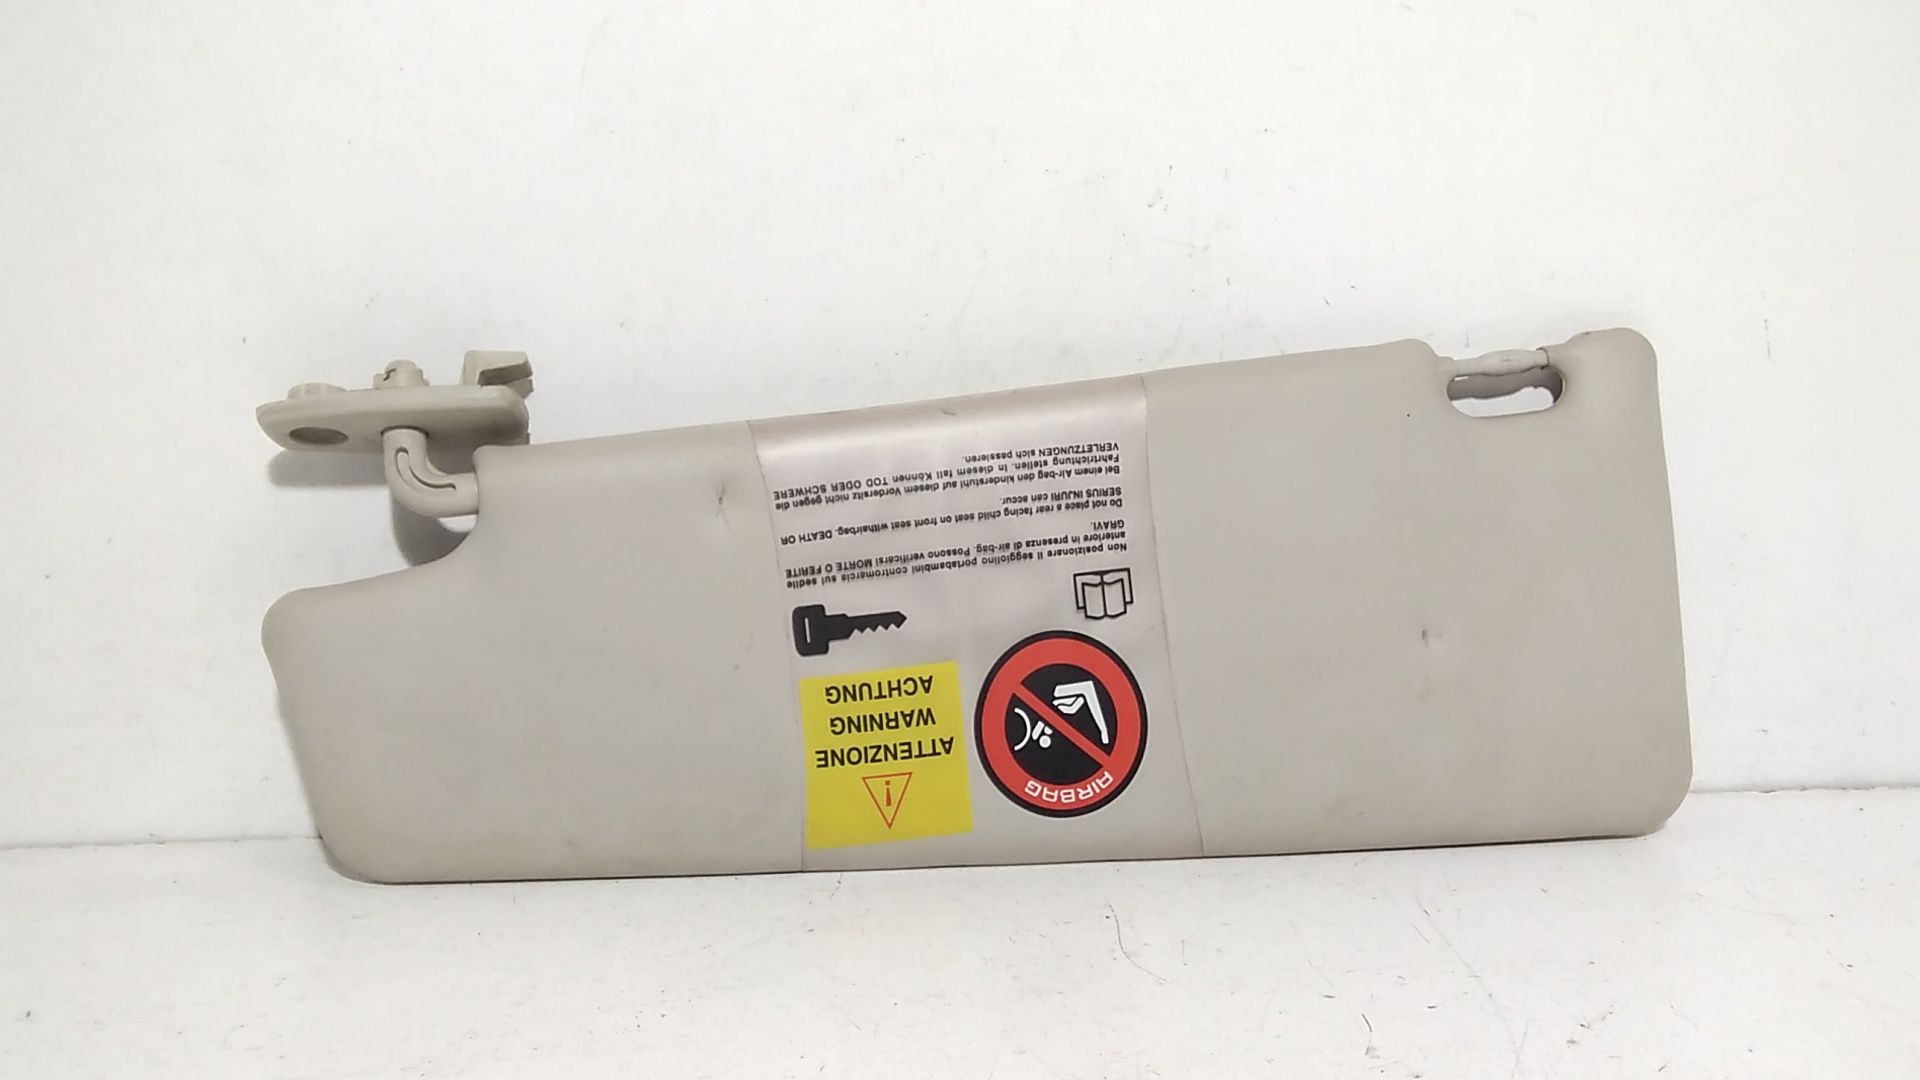 AIRBAG
ATTENZIONE
WARNING
ACHTUNG
Non posizionare il seggiolino portabambini contromarcia sul sedile
anteriore in presenza di air-bag. Possono verificarsi MORTE O FERITE
GRAVI.
Do not place a rear facing child seat on front seat withairbag. DEATH OR
SERIUS INJURI can accur.
Bei einem Air-bag den kinderstuhl auf diesem Vordersitz nicht gegen die
Fahrtrichtung stellen. In diesem fall Können TOD ODER SCHWERE
VERLETZUNGEN sich passieren.